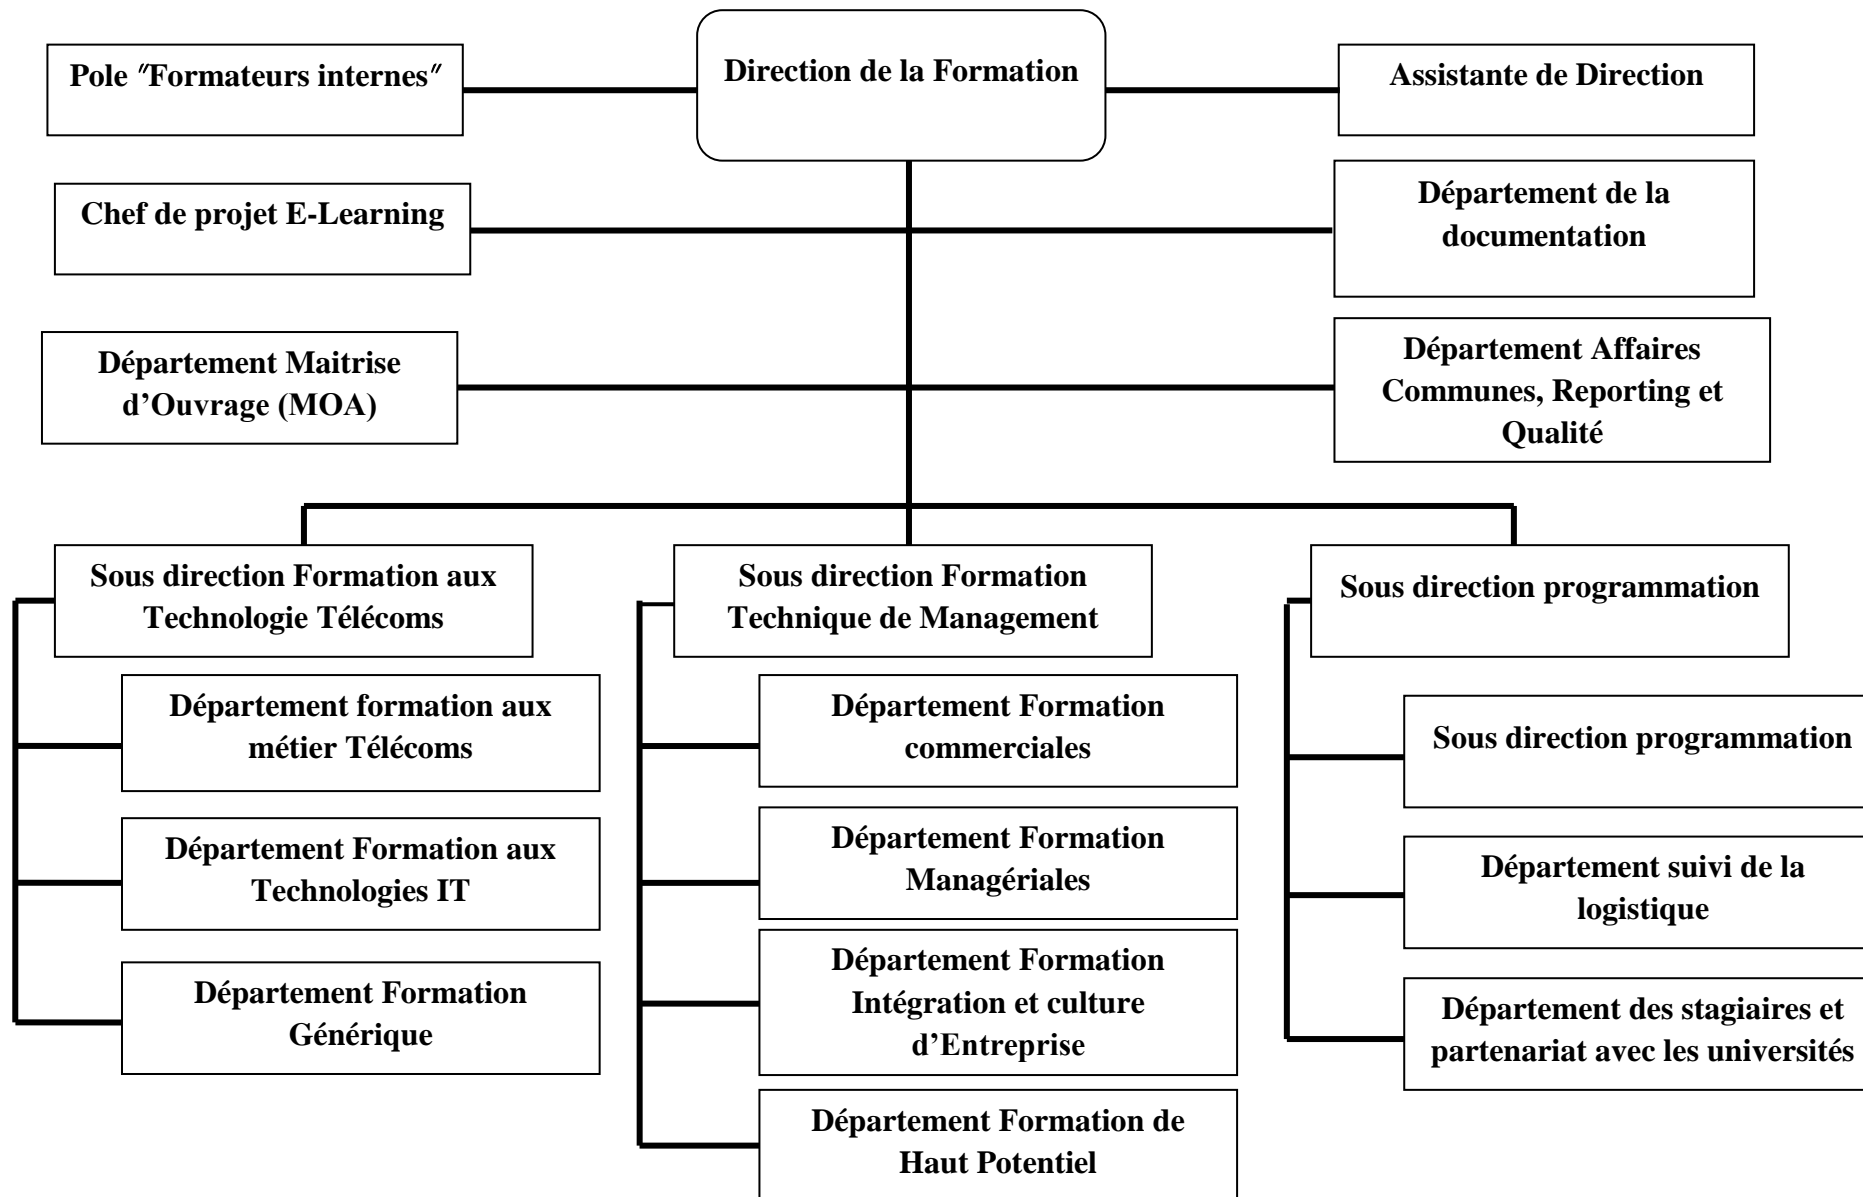 Pole "Formateurs internes"
Direction de la Formation
Assistante de Direction
Chef de projet E-Learning
Département de la
documentation
Département Maitrise
d’Ouvrage (MOA)
Département Affaires
Communes, Reporting et
Qualité
Sous direction Formation aux
Technologie Télécoms
Département formation aux
métier Télécoms
Département Formation aux
Technologies IT
Département Formation
Générique
Sous direction Formation
Technique de Management
Département Formation
commerciales
Département Formation
Managériales
Département Formation
Intégration et culture
d’Entreprise
Département Formation de
Haut Potentiel
Sous direction programmation
Sous direction programmation
Département suivi de la
logistique
Département des stagiaires et
partenariat avec les universités